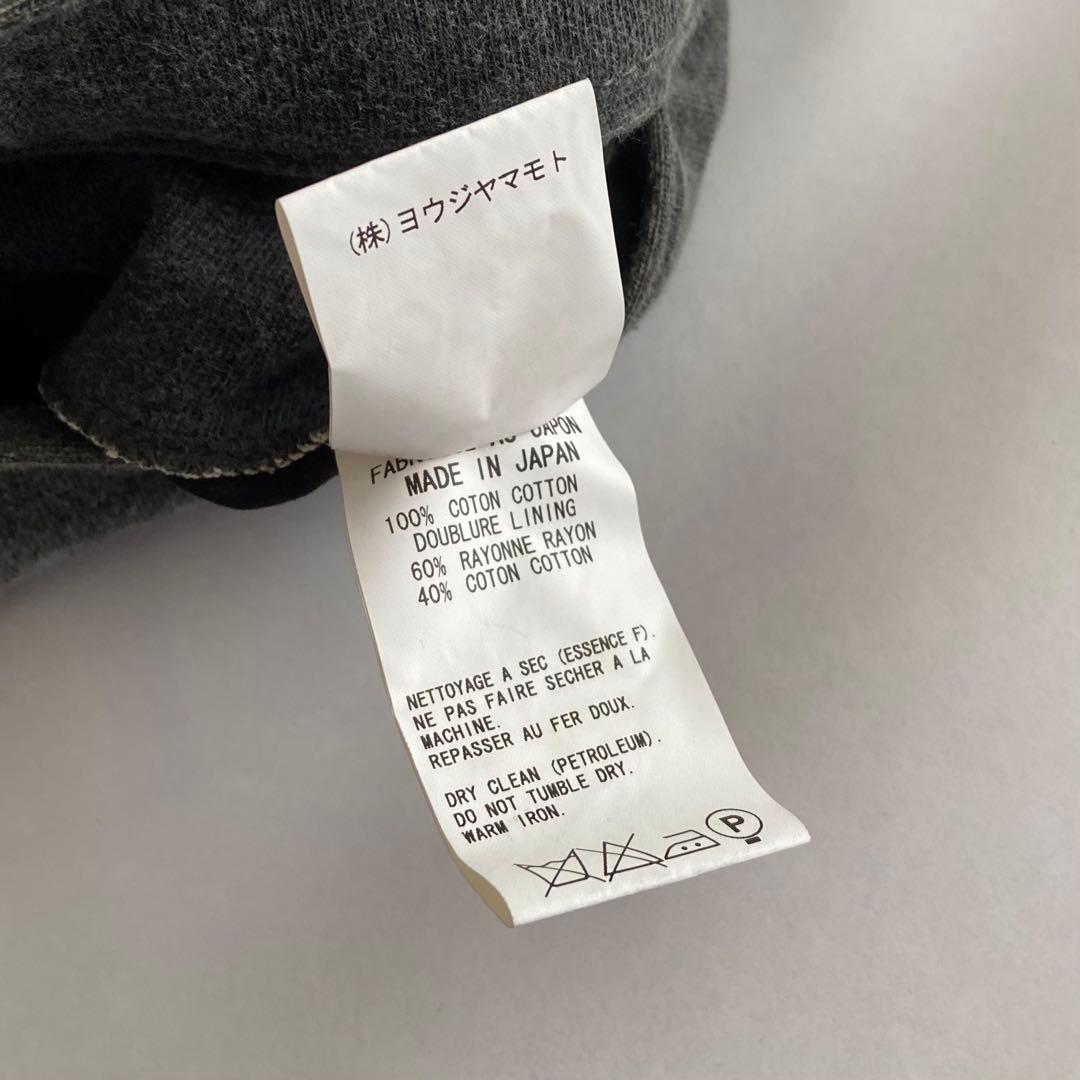 (株)ヨウジヤマモト
JAPON
MADE IN JAPAN
100% COTON COTTON
DOUBLURE LINING
60% RAYONNE RAYON
40% COTON COTTON
NETTOYAGE A SEC (ESSENCE F).
NE PAS FAIRE SECHER A LA
MACHINE.
REPASSER AU FER DOUX.
DRY CLEAN (PETROLEUM).
DO NOT TUMBLE DRY.
WARM IRON.
P